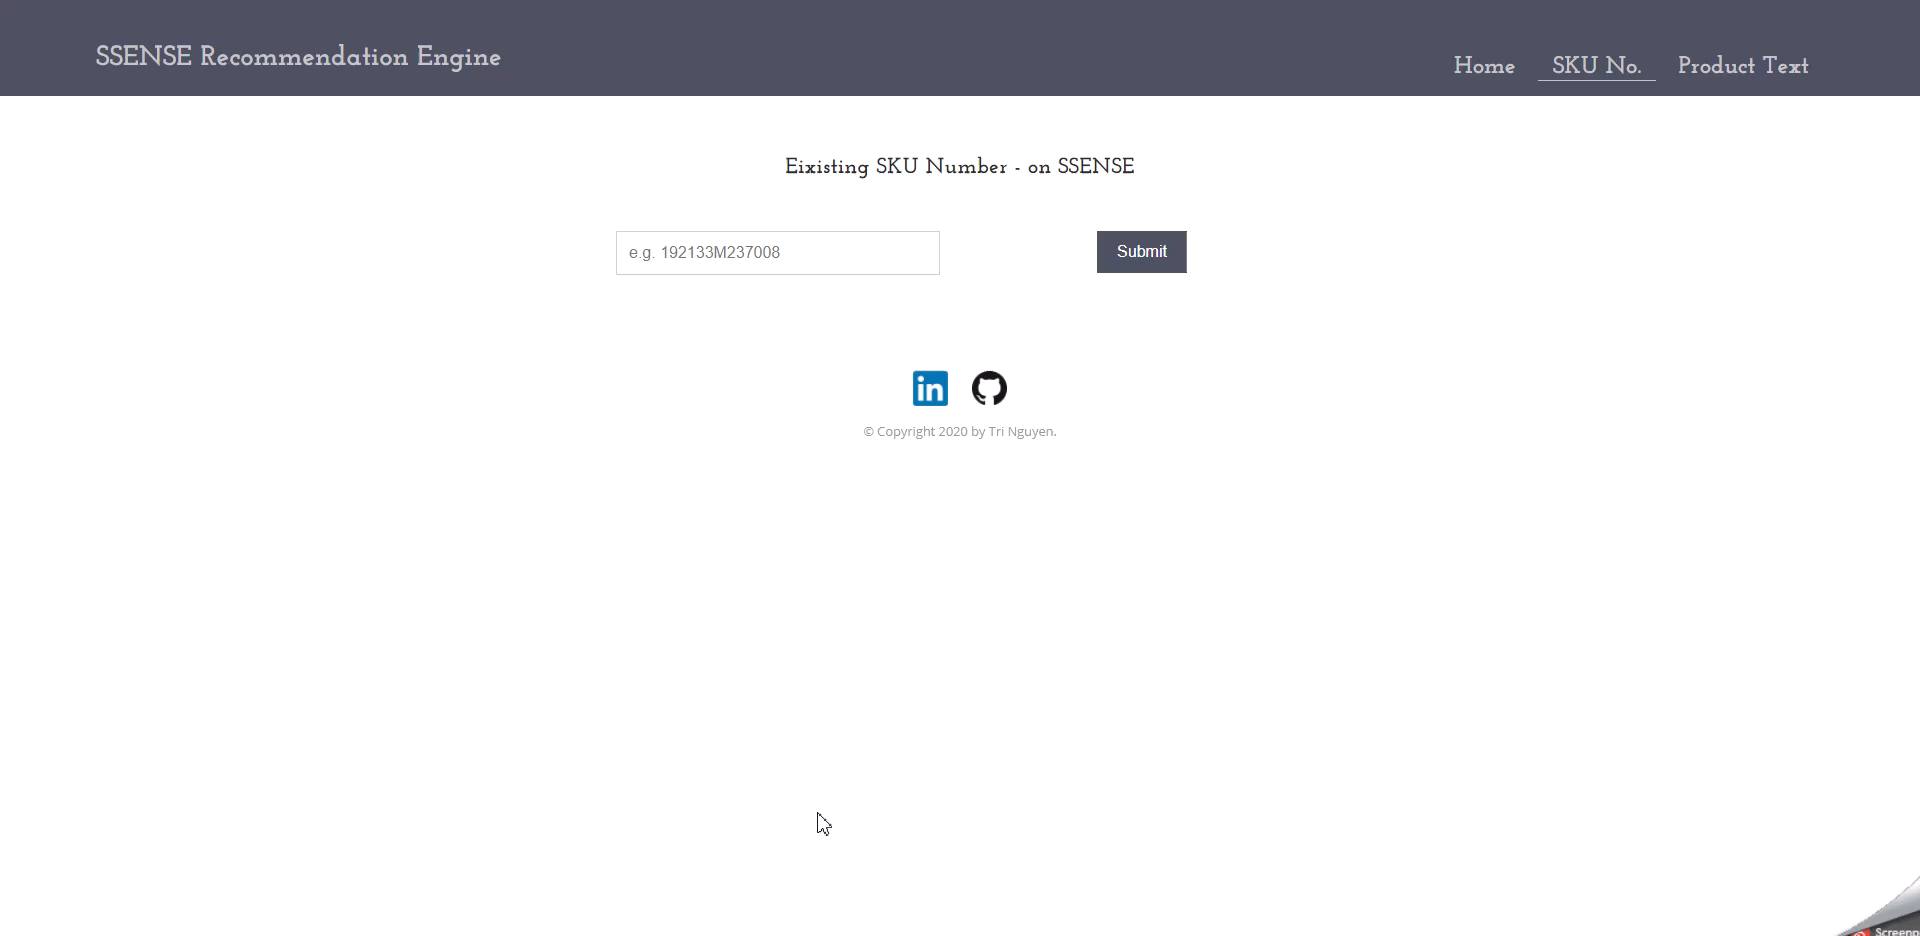 SSENSE Recommendation Engine
Home SKU No. Product Text
Eixisting SKU Number - on SSENSE
e.g. 192133M237008 Submit
in
© Copyright 2020 by Tri Nguyen.